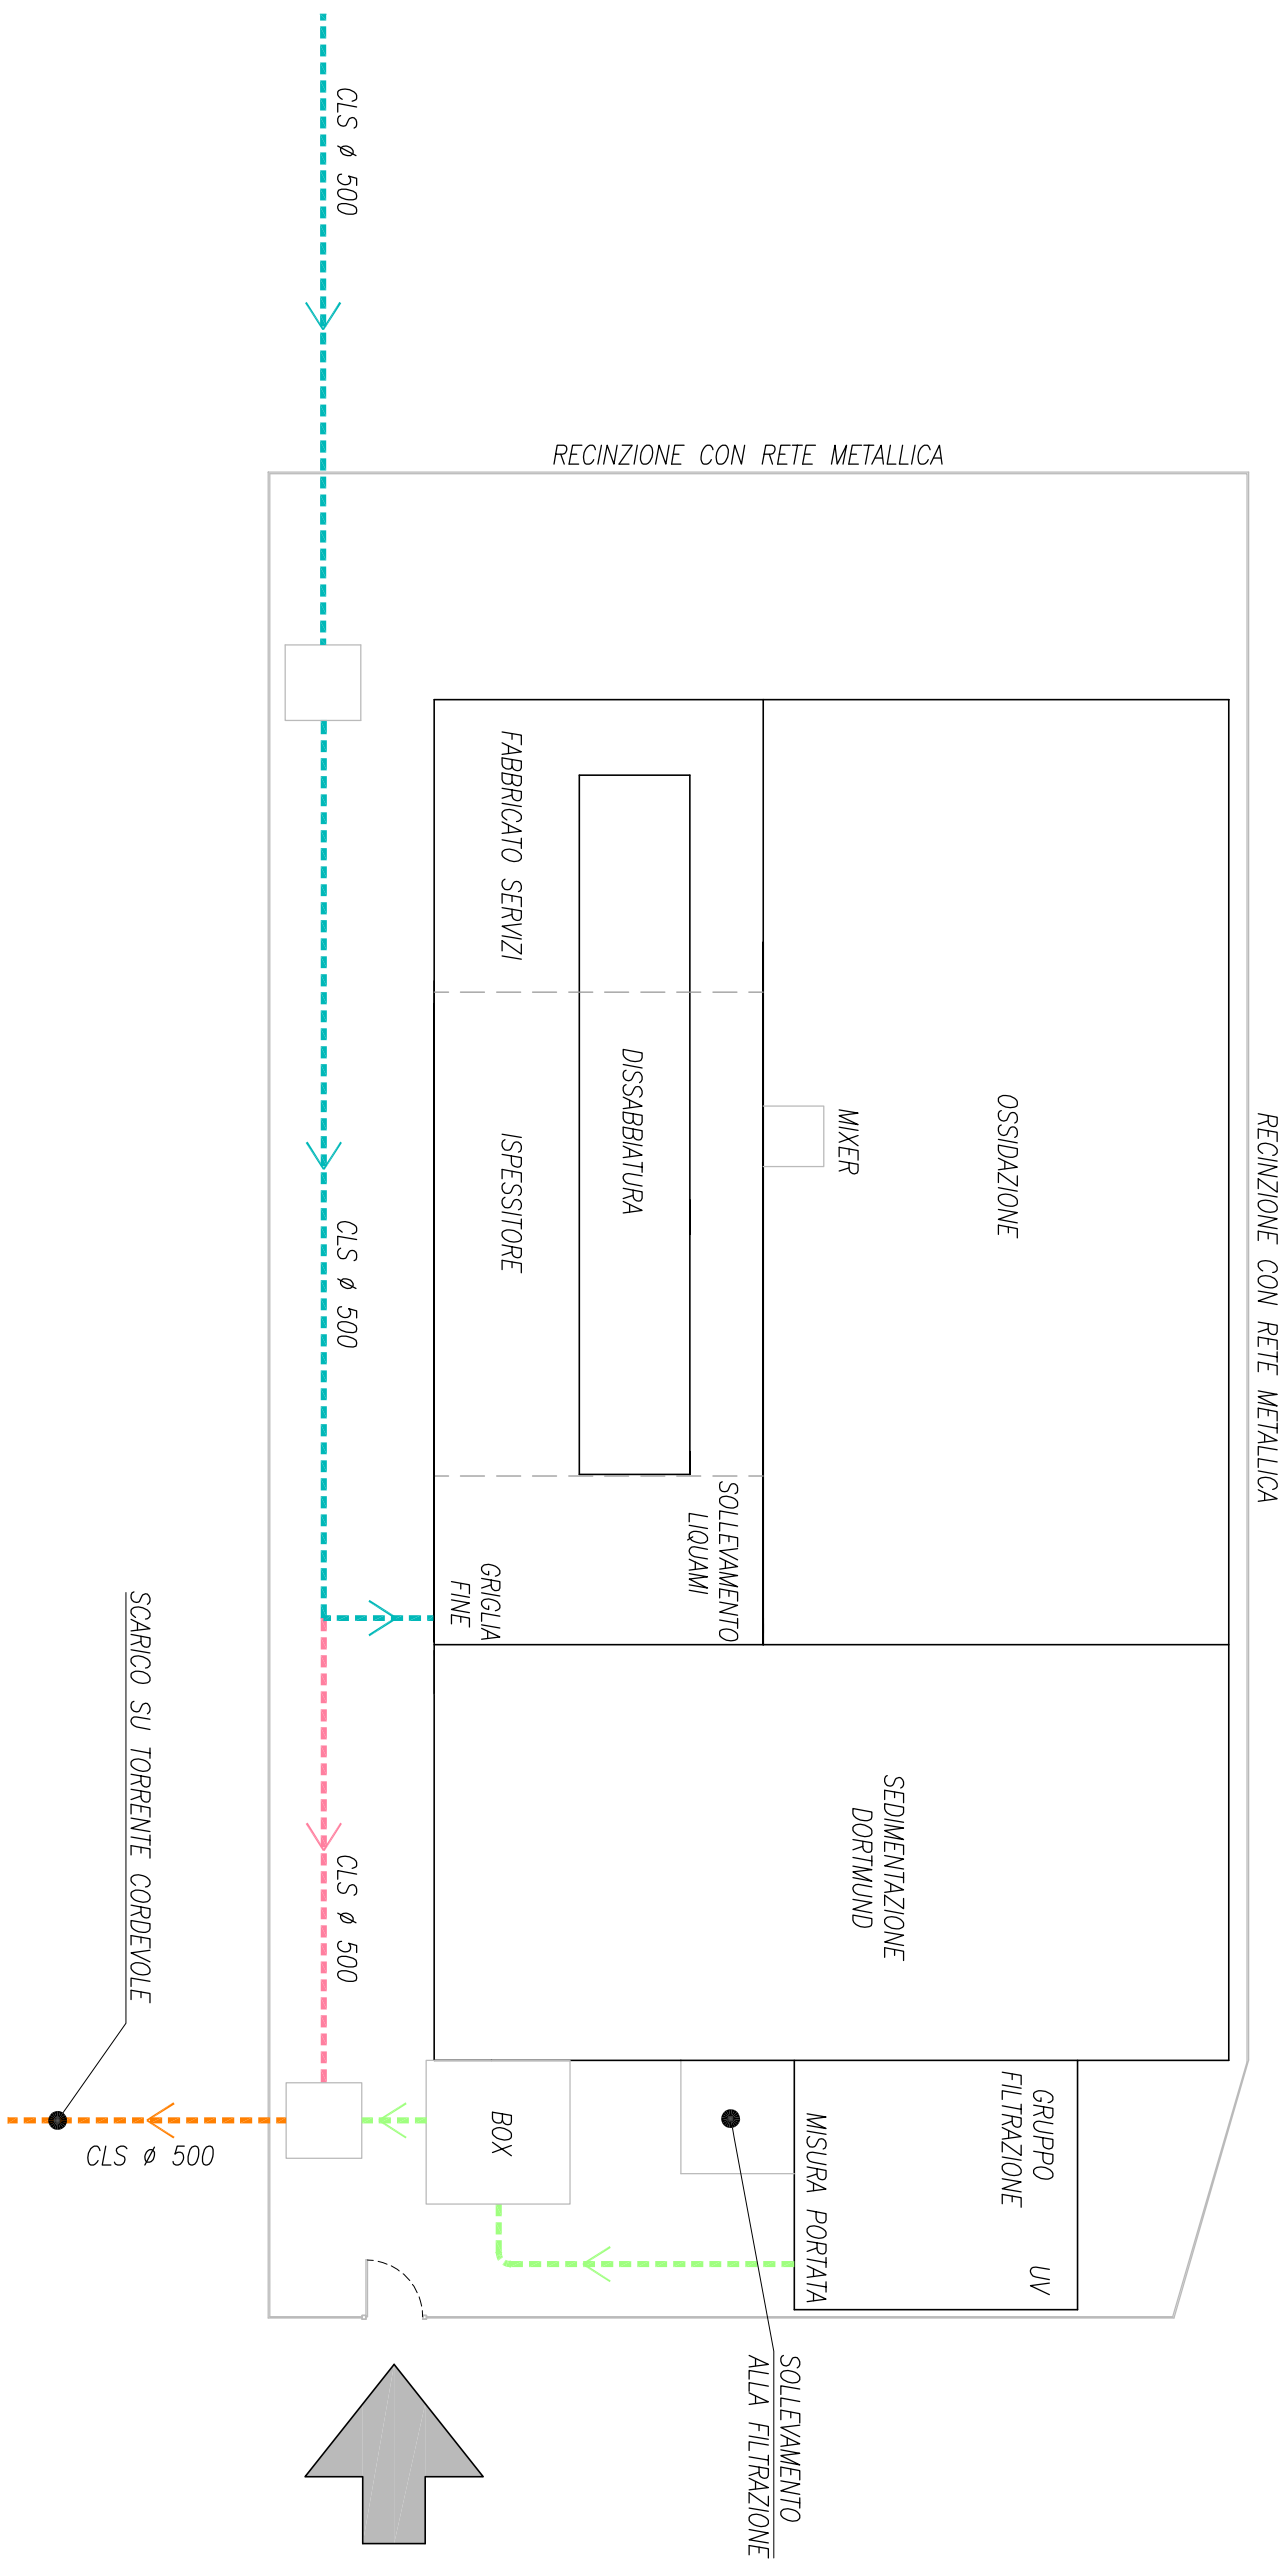 CLS ø 500
RECINZIONE CON RETE METALLICA
RECINZIONE CON RETE METALLICA
FABBRICATO SERVIZI
DISSABBIATURA
ISPESSITORE
MIXER
OSSIDAZIONE
CLS ø 500
SOLLEVAMENTO
LIQUAMI
GRIGLIA
FINE
SEDIMENTAZIONE
DORTMUND
SCARICO SU TORRENTE CORDEVOLE
CLS ø 500
CLS ø 500
BOX
GRUPPO
FILTRAZIONE
UV
MISURA PORTATA
SOLLEVAMENTO
ALLA FILTRAZIONE